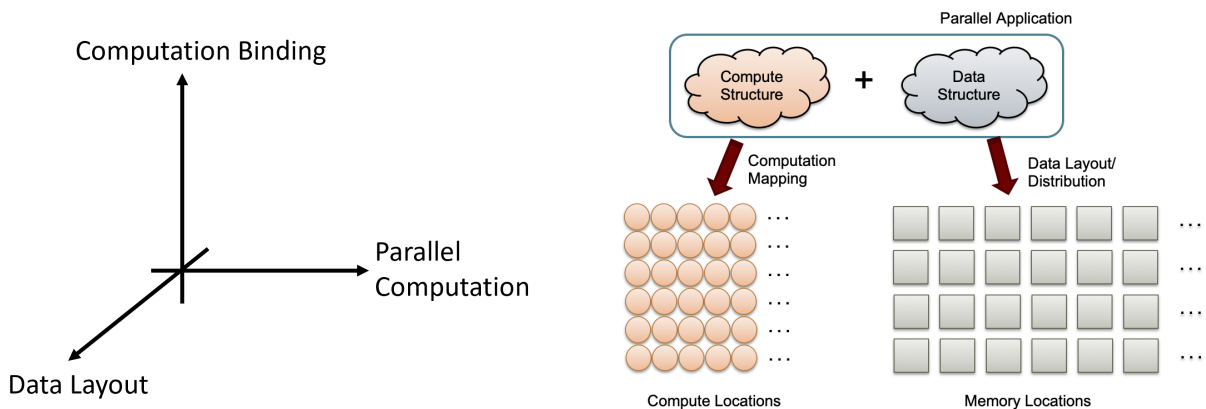 Computation Binding
Parallel
Computation
Data Layout
Parallel Application
Compute
Structure
+
Data
Structure
Computation
Mapping
Data Layout/
Distribution
...
...
...
...
...
...
...
...
...
...
Compute Locations
Memory Locations